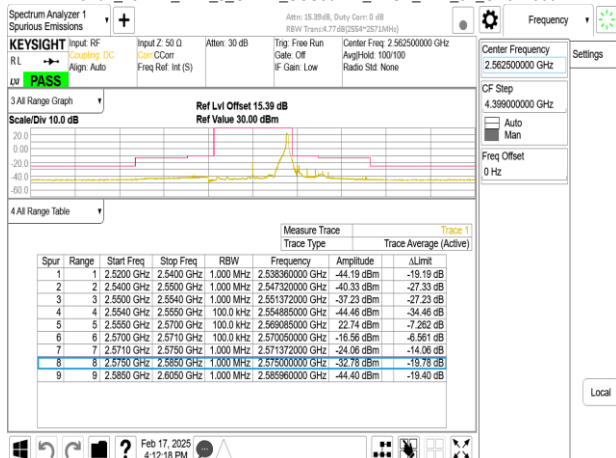 Spectrum Analyzer 1
Spurious Emissions
Attn: 15.39dB, Duty Corr: 0 dB
RBW Trans:4.77dB(2554~2571MHz)
Frequency
KEYSIGHT Input: RF Input Z: 50 Ω Atten: 30 dB Trig: Free Run Center Freq: 2.562500000 GHz
RL Coupling: DC Corr CCorr Gate: Off Avg|Hold: 100/100
Align: Auto Freq Ref: Int (S) IF Gain: Low Radio Std: None
LXI PASS
Center Frequency
2.562500000 GHz
Settings
CF Step
4.399000000 GHz
Auto
Man
Freq Offset
0 Hz
3 All Range Graph
Ref Lvl Offset 15.39 dB
Scale/Div 10.0 dB Ref Value 30.00 dBm
20.0
0.00
-20.0
-40.0
-60.0
4 All Range Table
Measure Trace Trace 1
Trace Type Trace Average (Active)
Spur Range Start Freq Stop Freq RBW Frequency Amplitude ΔLimit
1 1 2.5200 GHz 2.5400 GHz 1.000 MHz 2.538360000 GHz -44.19 dBm -19.19 dB
2 2 2.5400 GHz 2.5500 GHz 1.000 MHz 2.547320000 GHz -40.33 dBm -27.33 dB
3 3 2.5500 GHz 2.5540 GHz 1.000 MHz 2.551372000 GHz -37.23 dBm -27.23 dB
4 4 2.5540 GHz 2.5550 GHz 100.0 kHz 2.554885000 GHz -44.46 dBm -34.46 dB
5 5 2.5550 GHz 2.5700 GHz 100.0 kHz 2.569085000 GHz 22.74 dBm -7.262 dB
6 6 2.5700 GHz 2.5710 GHz 100.0 kHz 2.570050000 GHz -16.56 dBm -6.561 dB
7 7 2.5710 GHz 2.5750 GHz 1.000 MHz 2.571372000 GHz -24.06 dBm -14.06 dB
8 8 2.5750 GHz 2.5850 GHz 1.000 MHz 2.575000000 GHz -32.78 dBm -19.78 dB
9 9 2.5850 GHz 2.6050 GHz 1.000 MHz 2.585960000 GHz -44.40 dBm -19.40 dB
Local
Feb 17, 2025
4:12:18 PM